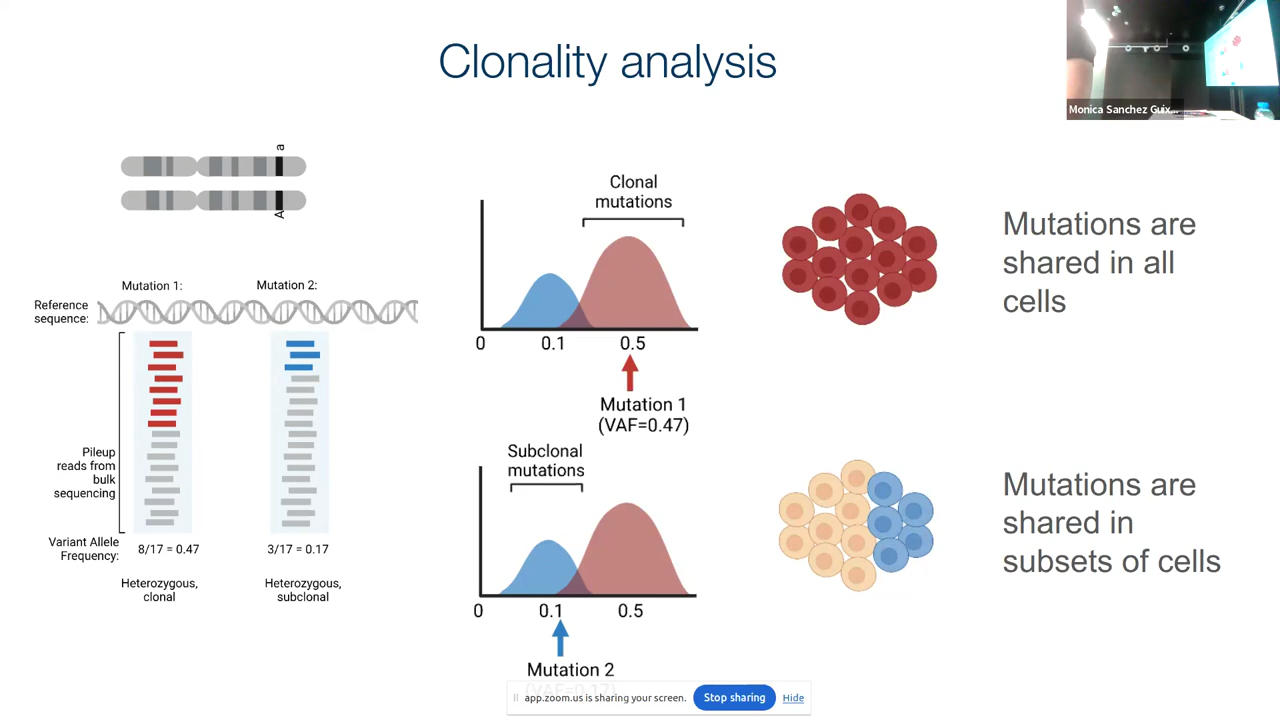 Clonality analysis
Monica Sanchez Guix...
a
A
Mutation 1:
Mutation 2:
Reference
sequence:
Pileup
reads from
bulk
sequencing
Variant Allele
Frequency:
8/17 = 0.47
3/17 = 0.17
Heterozygous,
clonal
Heterozygous,
subclonal
Clonal
mutations
0
0.1
0.5
Mutation 1
(VAF=0.47)
Mutations are
shared in all
cells
Subclonal
mutations
0
0.1
0.5
Mutation 2
(VAF=0.17)
Mutations are
shared in
subsets of cells
app.zoom.us is sharing your screen.
Stop sharing
Hide